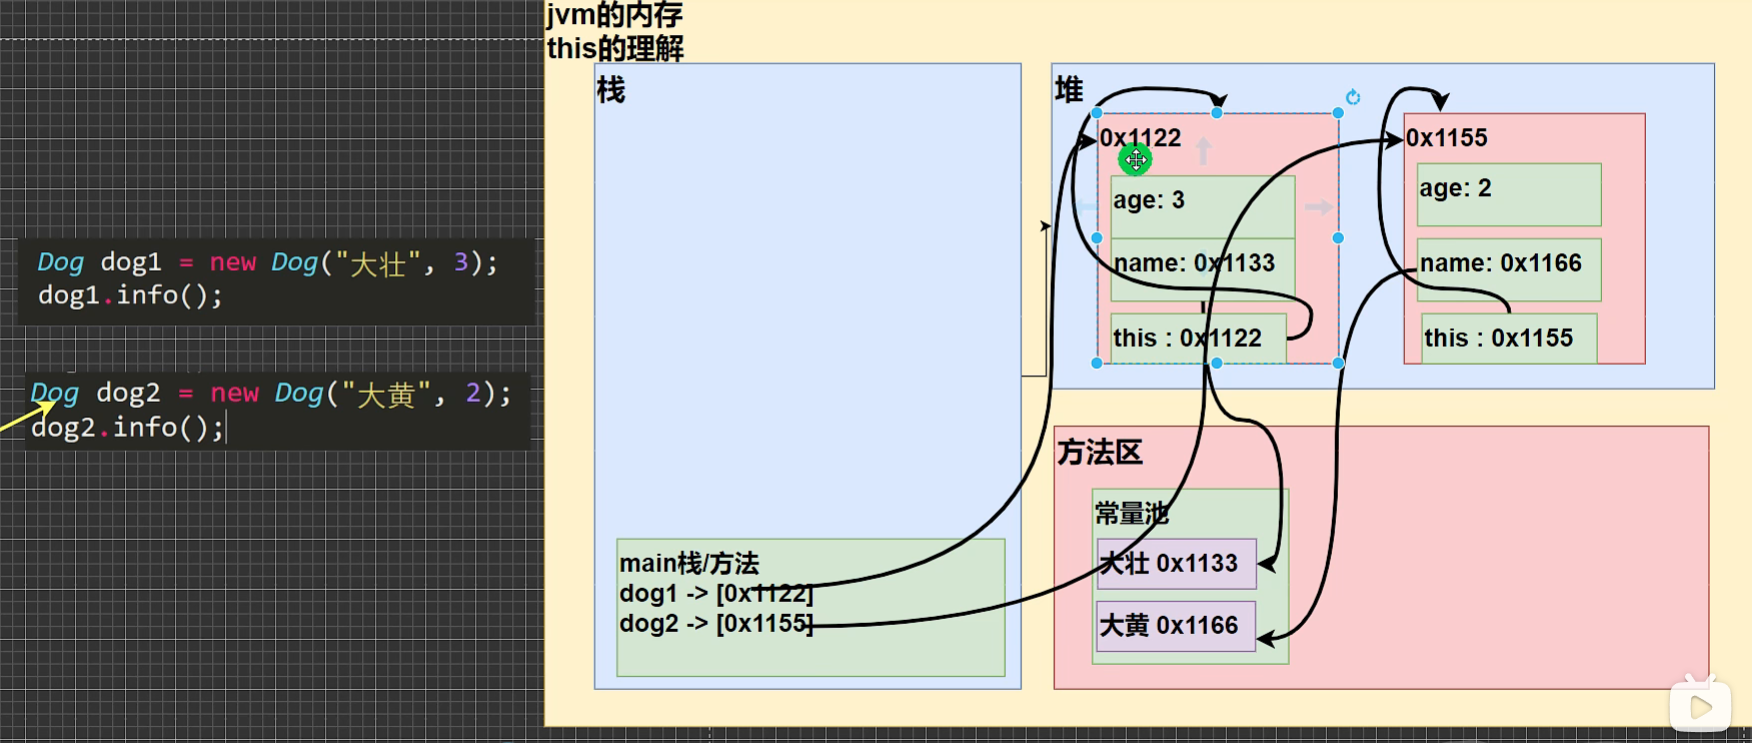 jvm的内存
this的理解
栈
main栈/方法
dog1 -> [0x1122]
dog2 -> [0x1155]
堆
0x1122
age: 3
name: 0x1133
this : 0x1122
0x1155
age: 2
name: 0x1166
this : 0x1155
方法区
常量池
大壮 0x1133
大黄 0x1166
Dog dog1 = new Dog("大壮", 3);
dog1.info();
Dog dog2 = new Dog("大黄", 2);
dog2.info();